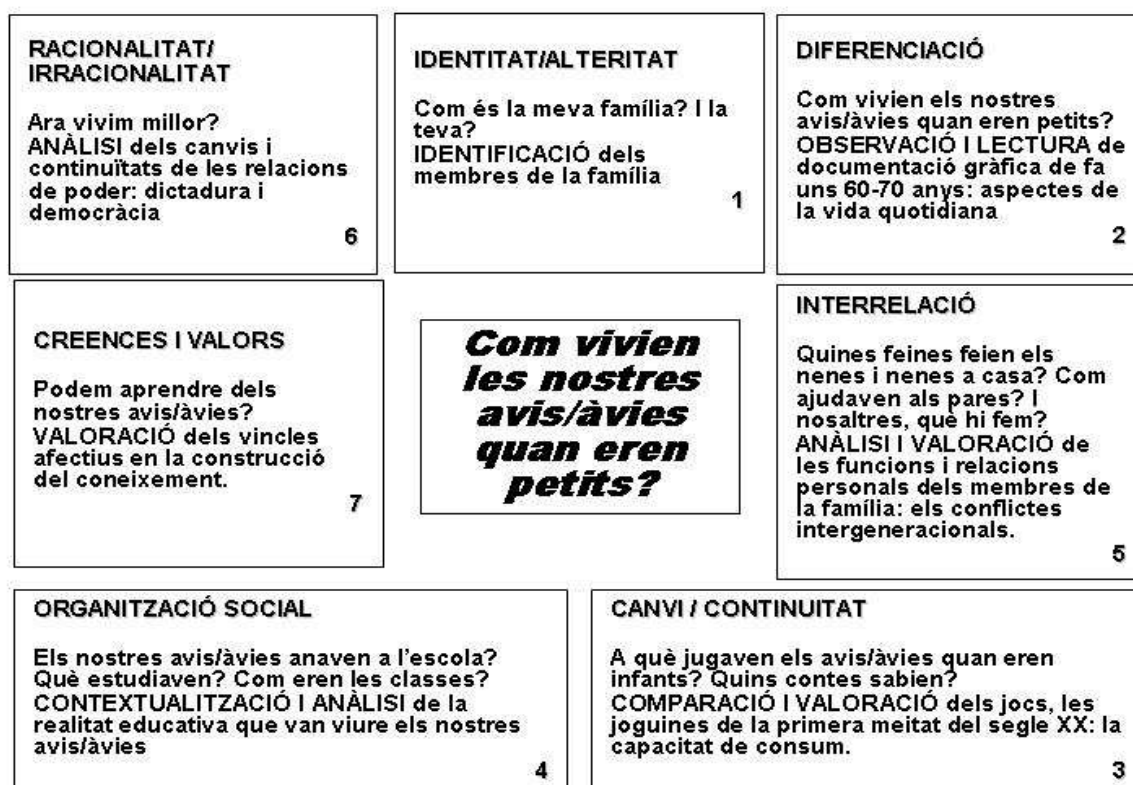 RACIONALITAT/
IRRACIONALITAT
Ara vivim millor?
ANÀLISI dels canvis i
continuïtats de les relacions
de poder: dictadura i
democràcia
6
IDENTITAT/ALTERITAT
Com és la meva família? I la
teva?
IDENTIFICACIÓ dels
membres de la família
1
DIFERENCIACIÓ
Com vivien els nostres
avis/àvies quan eren petits?
OBSERVACIÓ I LECTURA de
documentació gràfica de fa
uns 60-70 anys: aspectes de
la vida quotidiana
2
CREENCES I VALORS
Podem aprendre dels
nostres avis/àvies?
VALORACIÓ dels vincles
afectius en la construcció
del coneixement.
7
Com vivien
les nostres
avis/àvies
quan eren
petits?
INTERRELACIÓ
Quines feines feien els
nenes i nenes a casa? Com
ajudaven als pares? I
nosaltres, què hi fem?
ANÀLISI I VALORACIÓ de
les funcions i relacions
personals dels membres de
la família: els conflictes
intergeneracionals.
5
ORGANITZACIÓ SOCIAL
Els nostres avis/àvies anaven a l'escola?
Què estudiaven? Com eren les classes?
CONTEXTUALITZACIÓ I ANÀLISI de la
realitat educativa que van viure els nostres
avis/àvies
4
CANVI / CONTINUITAT
A què jugaven els avis/àvies quan eren
infants? Quins contes sabien?
COMPARACIÓ I VALORACIÓ dels jocs, les
joguines de la primera meitat del segle XX: la
capacitat de consum.
3